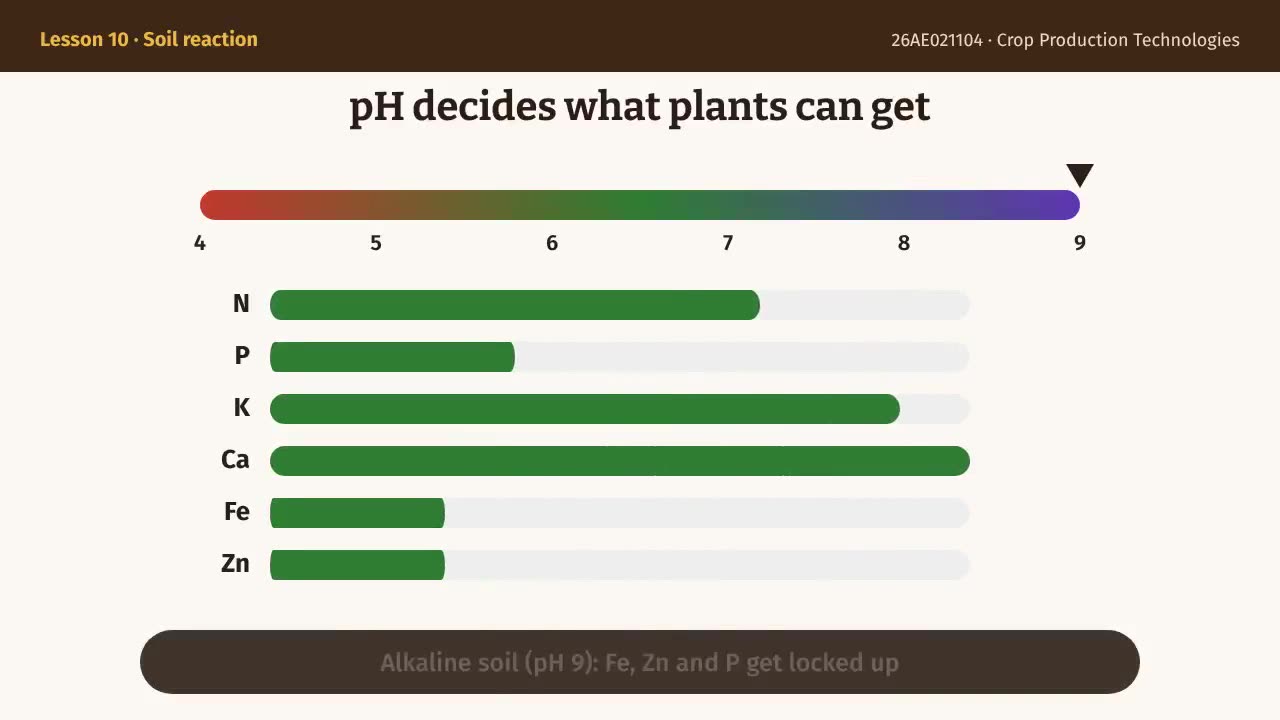 Lesson 10 · Soil reaction
26AE021104 · Crop Production Technologies
pH decides what plants can get
4 5 6 7 8 9
N
P
K
Ca
Fe
Zn
Alkaline soil (pH 9): Fe, Zn and P get locked up